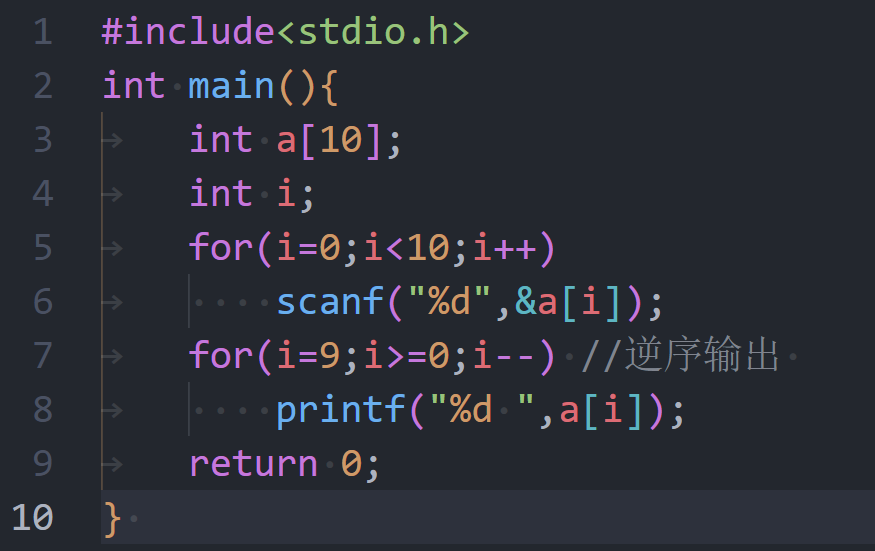 1 #include<stdio.h>
2 int main(){
3 int a[10];
4 int i;
5 for(i=0;i<10;i++)
6 scanf("%d",&a[i]);
7 for(i=9;i>=0;i--) //逆序输出
8 printf("%d ",a[i]);
9 return 0;
10 }